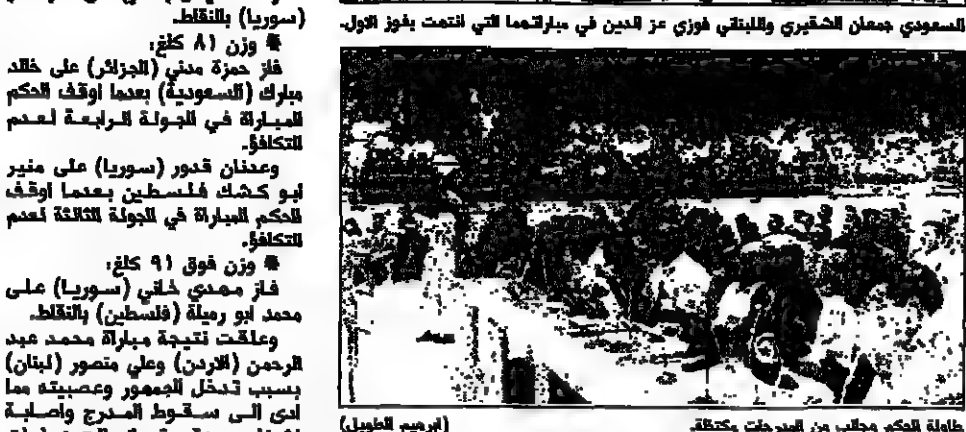 السعودي جمعان الشقيري واللبناني فوزي عز الدين في مباراتهما التي انتهت بفوز الاول.
(سوريا) بالنقاط.
وزن ٨١ كلغ:
فاز حمزة مدني (الجزائر) على خالد
مبارك (السعودية) بعدما اوقف الحكم
المباراة في الجولة الرابعة لعدم
التكافؤ.
وعدنان قدور (سوريا) على منير
ابو كشك فلسطين بعدما اوقف
الحكم المباراة في الجولة الثالثة لعدم
التكافؤ.
وزن فوق ٩١ كلغ:
فاز مهدي خاني (سوريا) على
محمد ابو رميلة (فلسطين) بالنقاط.
وعلقت نتيجة مباراة محمد عبد
الرحمن (الاردن) وعلي منصور (لبنان)
بسبب تدخل الجمهور وعصبيته مما
ادى الى سقوط المدرج واصابة
طاولة الحكم وجانب من المدرجات مكتظة.
(ابرهيم الطويل)